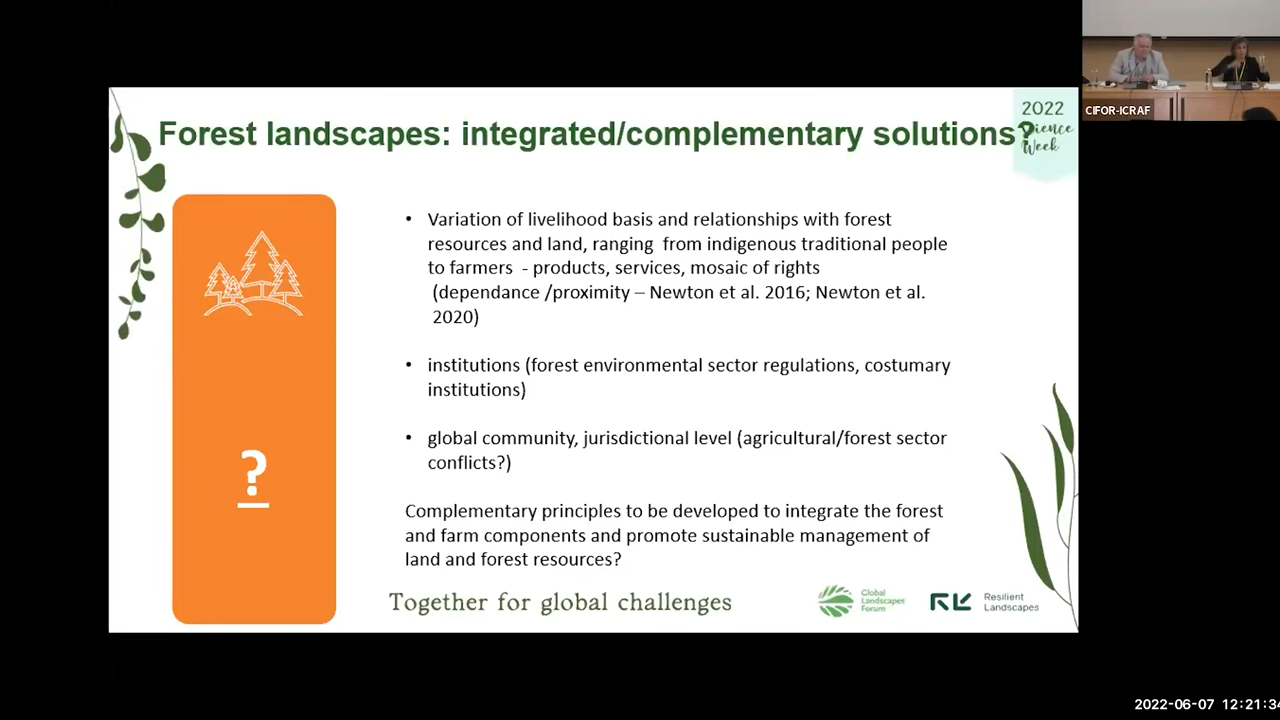 CIFOR-ICRAF
2022
Week
Forest landscapes: integrated/complementary solutions?
• Variation of livelihood basis and relationships with forest
resources and land, ranging from indigenous traditional people
to farmers - products, services, mosaic of rights
(dependance /proximity – Newton et al. 2016; Newton et al.
2020)
• institutions (forest environmental sector regulations, costumary
institutions)
• global community, jurisdictional level (agricultural/forest sector
conflicts?)
?
Complementary principles to be developed to integrate the forest
and farm components and promote sustainable management of
land and forest resources?
Together for global challenges
Global
Landscapes
Forum
Resilient
Landscapes
2022-06-07 12:21:3